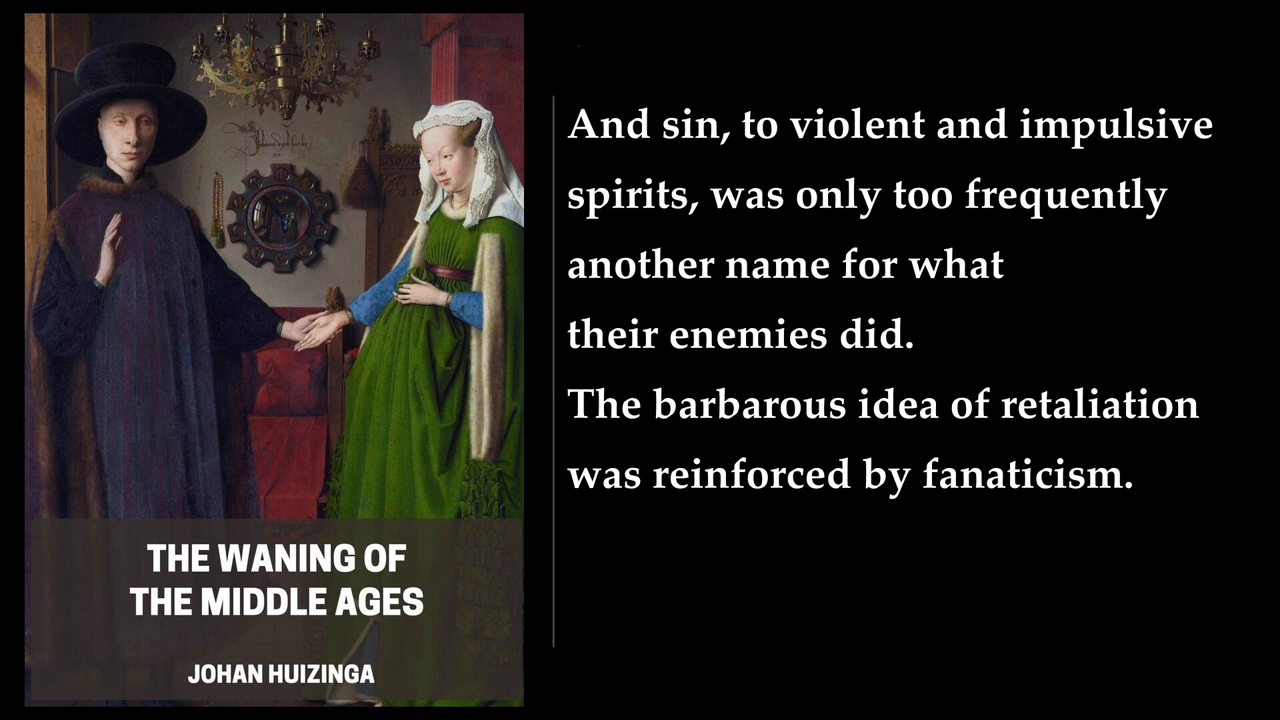 And sin, to violent and impulsive
spirits, was only too frequently
another name for what
their enemies did.
The barbarous idea of retaliation
was reinforced by fanaticism.
THE WANING OF
THE MIDDLE AGES
JOHAN HUIZINGA